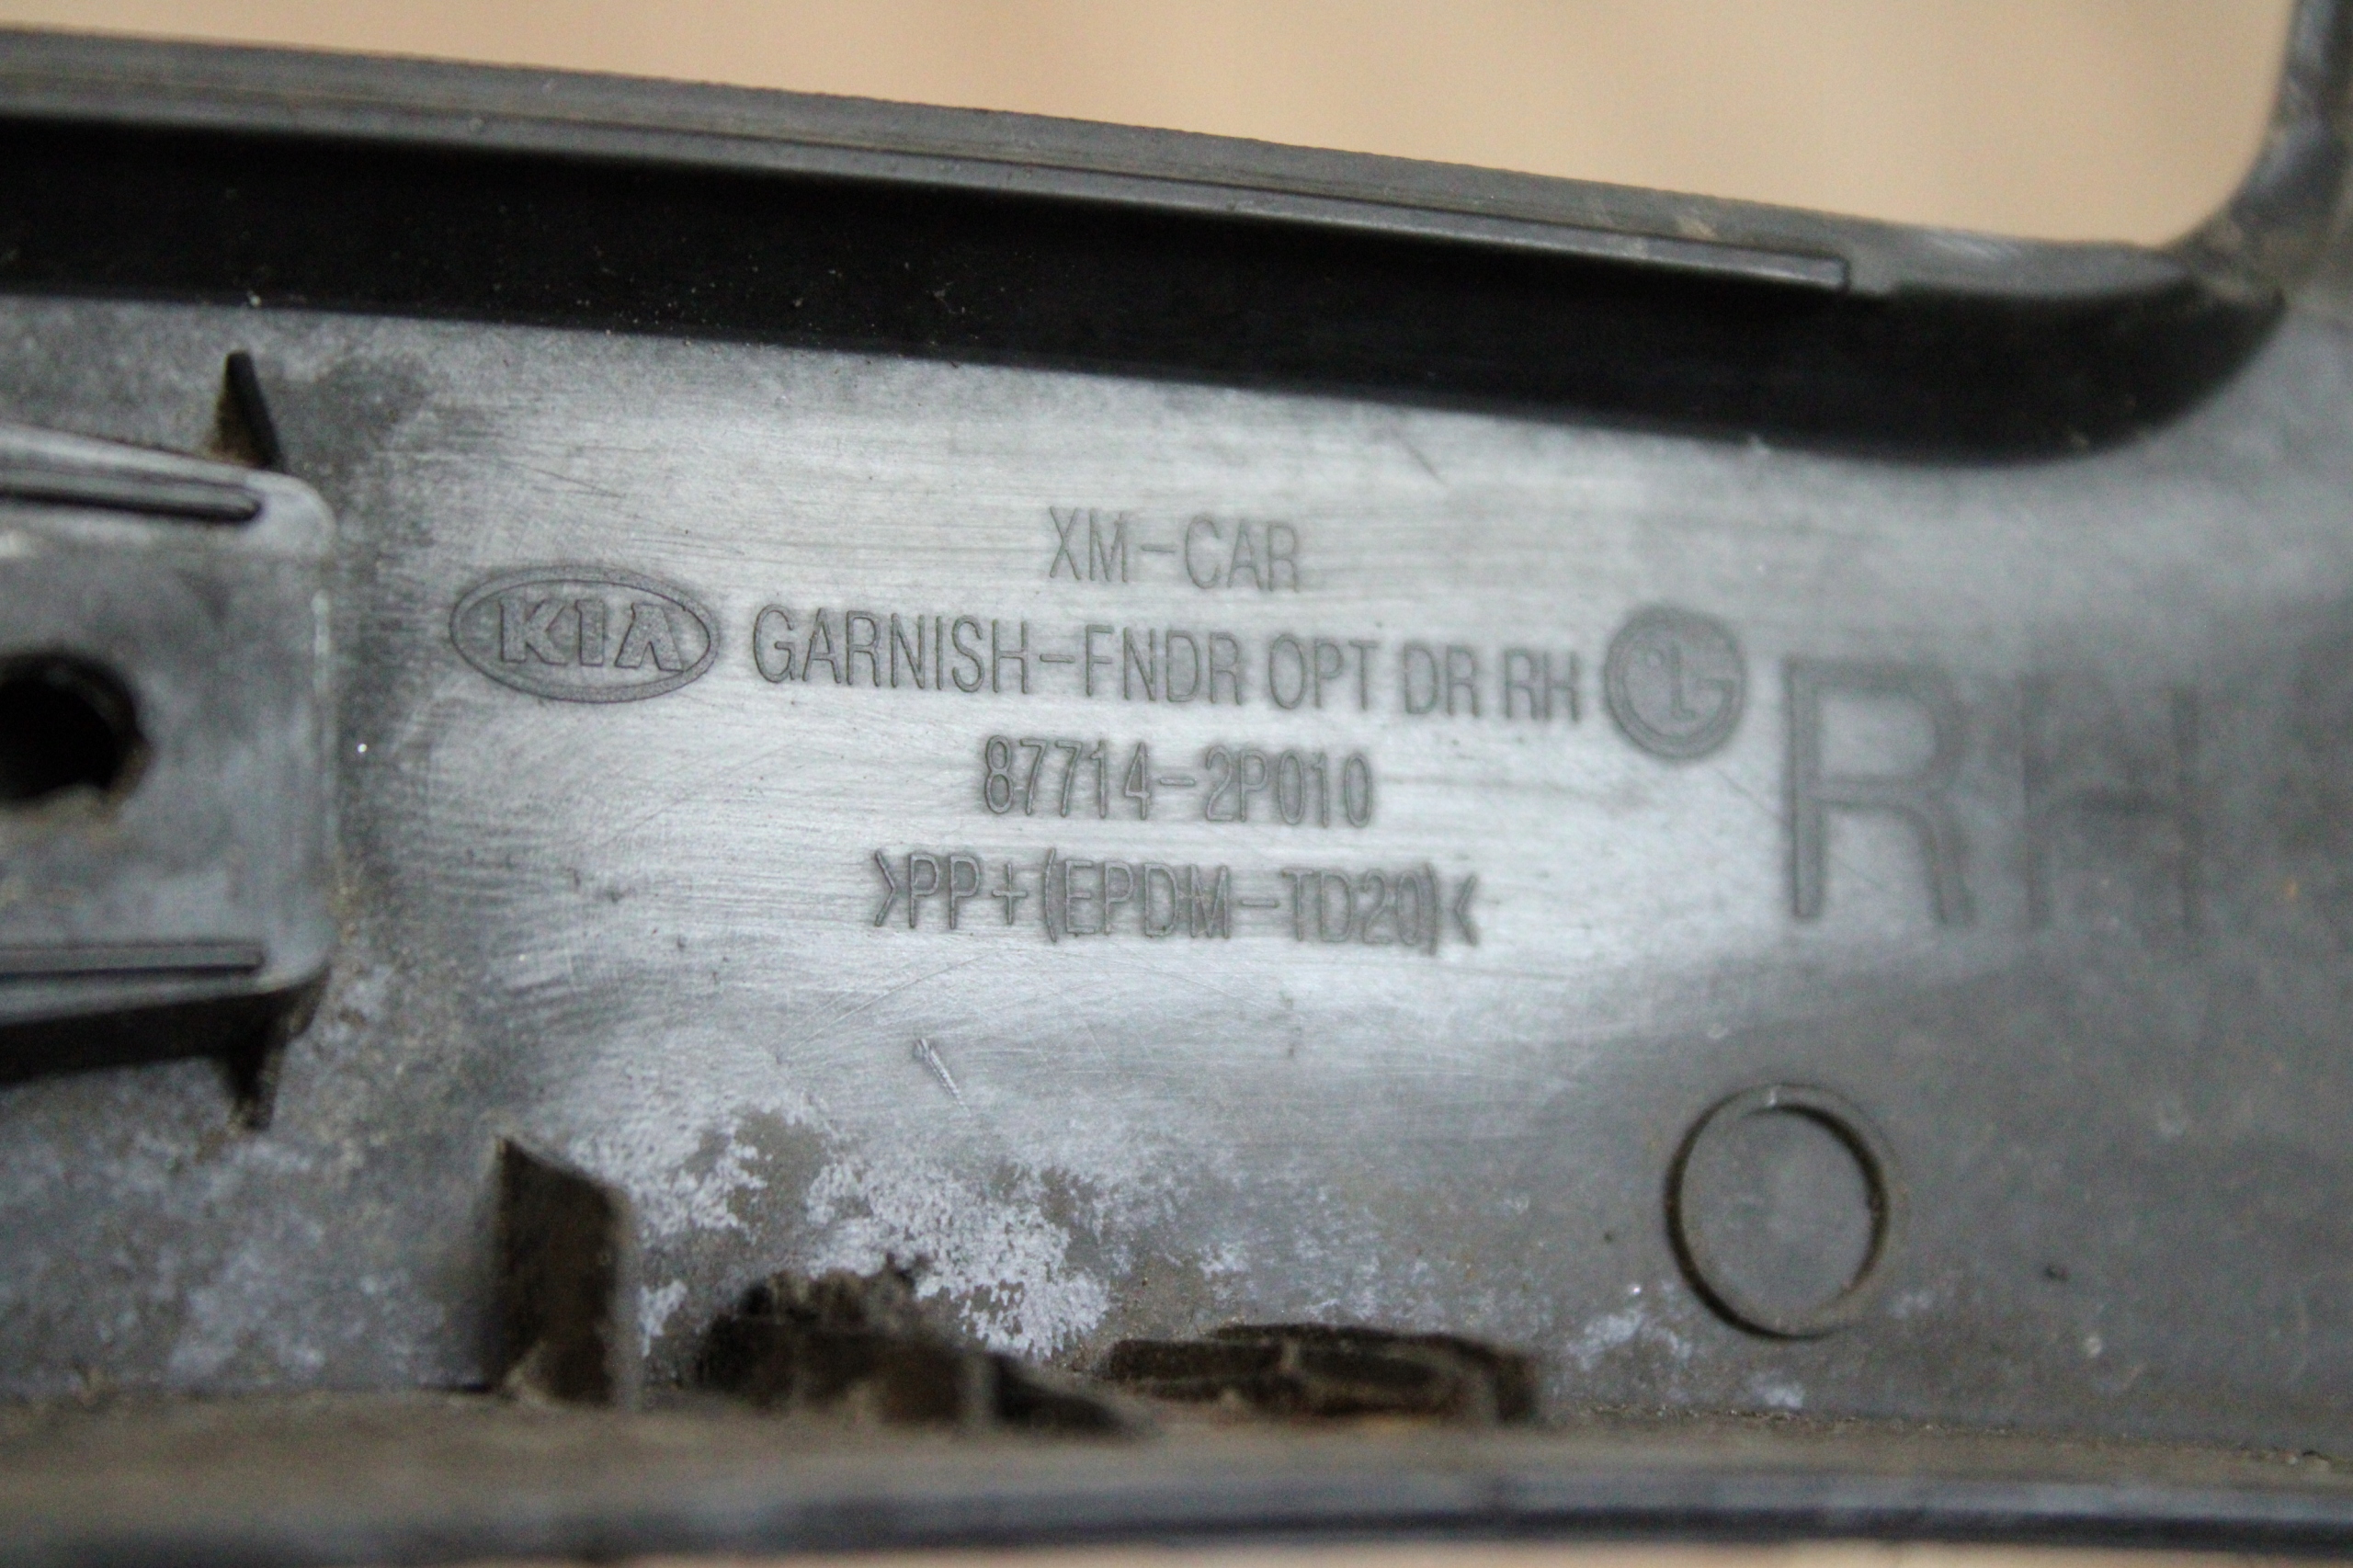 XM-CAR
KIA GARNISH-FNDR OPT DR RH LG RH
87714-2P010
>PP+(EPDM-TD20)<